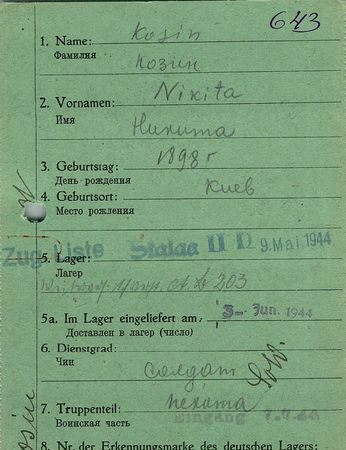 643
1. Name: Kosin
Фамилия Козин
2. Vornamen: Nikita
Имя Никита
3. Geburtstag: 1898 г
День рождения
4. Geburtsort: Киев
Место рождения
Zug. Liste Stalag II D 9. Mai 1944
5. Lager:
Лагерь
203
5a. Im Lager eingeliefert am 3- Jun. 1944
Доставлен в лагерь (число)
6. Dienstgrad:
Чин солдат
Sow.
7. Truppenteil: пехота
Воинская часть Eingang
8. Nr. der Erkennungsmarke des deutschen Lagers: